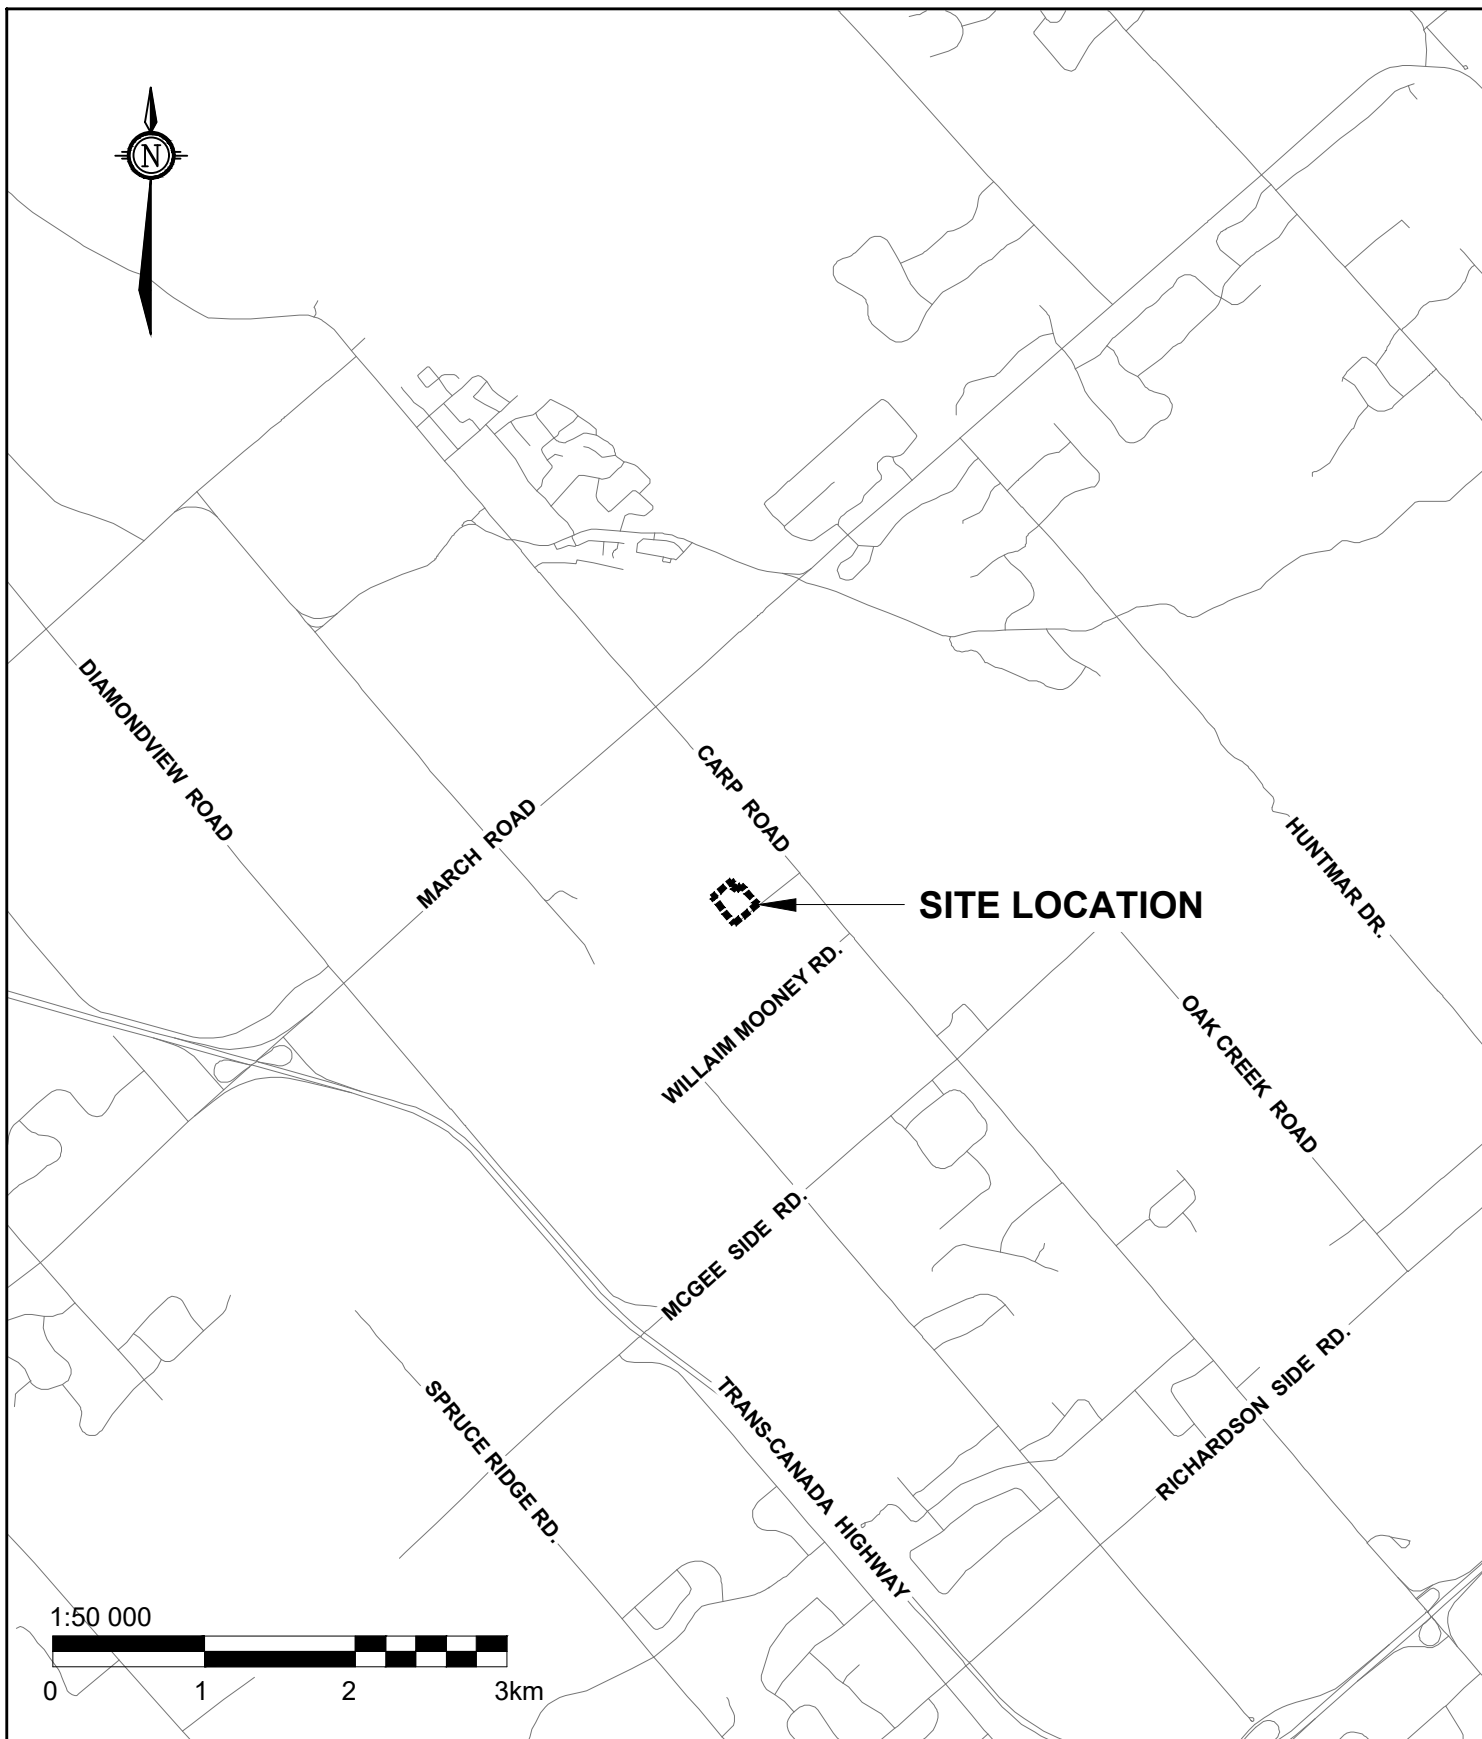 N
DIAMONDVIEW ROAD
MARCH ROAD
CARP ROAD
HUNTMAR DR.
SITE LOCATION
WILLAIM MOONEY RD.
OAK CREEK ROAD
MCGEE SIDE RD.
SPRUCE RIDGE RD.
TRANS-CANADA HIGHWAY
RICHARDSON SIDE RD.
1:50 000
0 1 2 3km